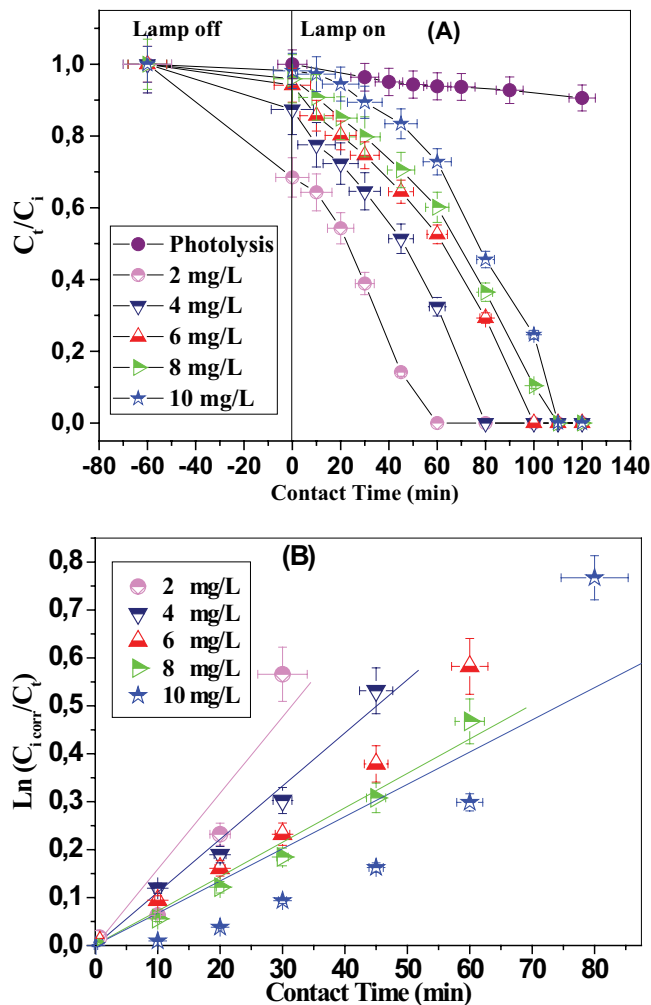 Lamp off
Lamp on
(A)
1,0
0,8
0,6
0,4
0,2
0,0
C_t/C_i
Photolysis
2 mg/L
4 mg/L
6 mg/L
8 mg/L
10 mg/L
-80 -60 -40 -20 0 20 40 60 80 100 120 140
Contact Time (min)
(B)
0,8
0,7
0,6
0,5
0,4
0,3
0,2
0,1
0,0
Ln (C_i corr/C_t)
2 mg/L
4 mg/L
6 mg/L
8 mg/L
10 mg/L
0 10 20 30 40 50 60 70 80
Contact Time (min)